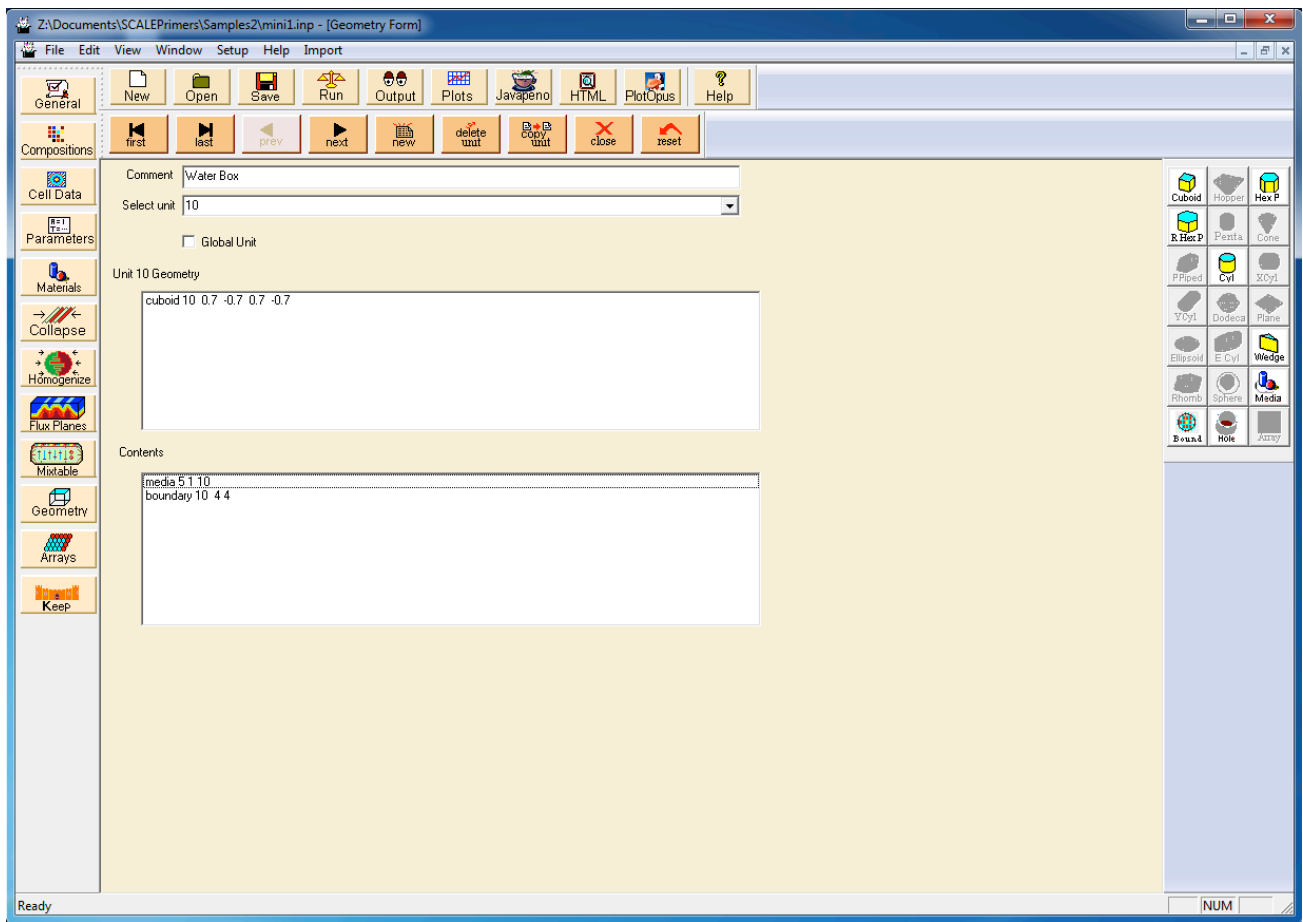 Z:\Documents\SCALEPrimers\Samples2\mini1.inp - [Geometry Form]
File Edit View Window Setup Help Import
General
New Open Save Run Output Plots Javapeno HTML PlotOpus Help
first last prev next new delete unit copy unit close reset
Compositions
Cell Data
Parameters
Materials
Collapse
Homogenize
Flux Planes
Mixtable
Geometry
Arrays
Keep
Comment Water Box
Select unit 10
Global Unit
Unit 10 Geometry
cuboid 10 0.7 -0.7 0.7 -0.7
Contents
media 5 1 10
boundary 10 4 4
Cuboid Hopper Hex P
R Hex P Penta Cone
PPiped Cyl XCyl
YCyl Dodeca Plane
Ellipsoid E Cyl Wedge
Rhomb Sphere Media
Bound Hole Array
Ready
NUM